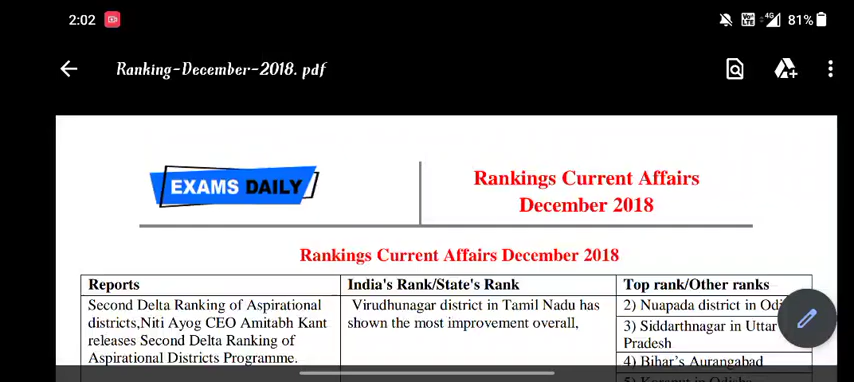 2:02
4G 81%
Ranking-December-2018. pdf
EXAMS DAILY
Rankings Current Affairs
December 2018
Rankings Current Affairs December 2018
Reports India's Rank/State's Rank Top rank/Other ranks
Second Delta Ranking of Aspirational
districts,Niti Ayog CEO Amitabh Kant
releases Second Delta Ranking of
Aspirational Districts Programme.
Virudhunagar district in Tamil Nadu has
shown the most improvement overall,
2) Nuapada district in
3) Siddarthnagar in Uttar
Pradesh
4) Bihar's Aurangabad